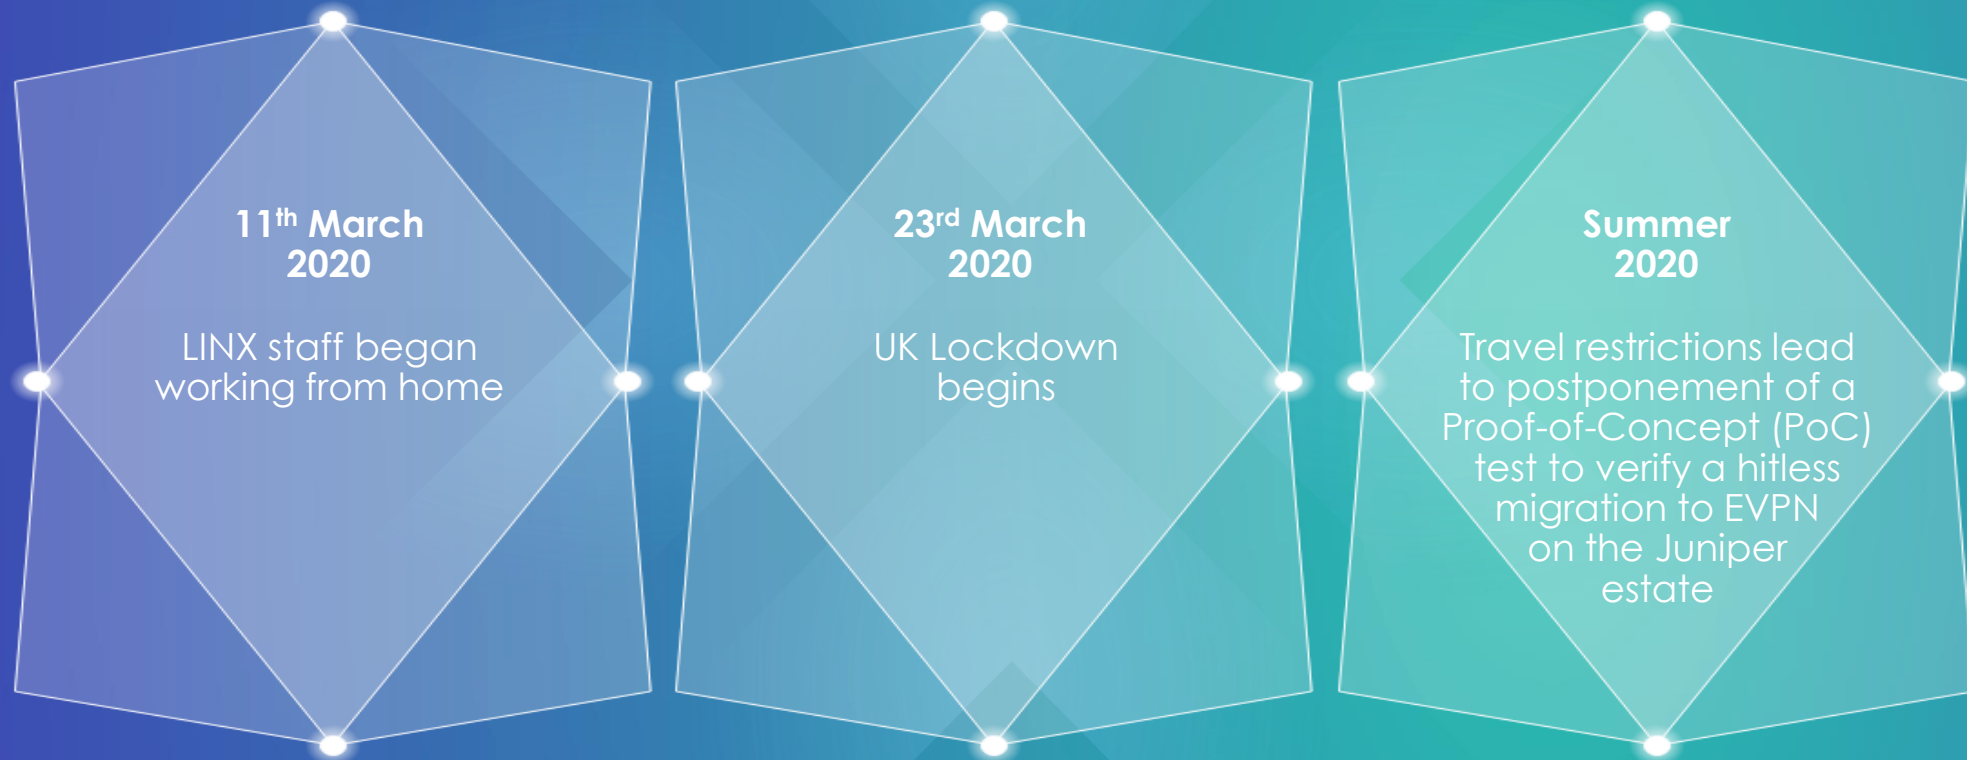 11th March
2020
LINX staff began
working from home
23rd March
2020
UK Lockdown
begins
Summer
2020
Travel restrictions lead
to postponement of a
Proof-of-Concept (PoC)
test to verify a hitless
migration to EVPN
on the Juniper
estate